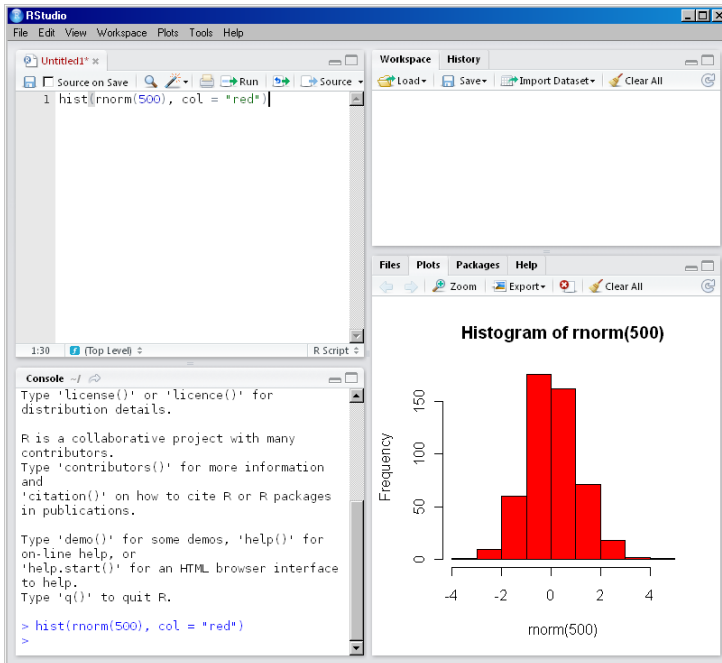 RStudio
File Edit View Workspace Plots Tools Help
Untitled1* ×
Source on Save Run Source
1 hist(rnorm(500), col = "red")
1:30 (Top Level) R Script
Console ~/
Type 'license()' or 'licence()' for
distribution details.
R is a collaborative project with many
contributors.
Type 'contributors()' for more information
and
'citation()' on how to cite R or R packages
in publications.
Type 'demo()' for some demos, 'help()' for
on-line help, or
'help.start()' for an HTML browser interface
to help.
Type 'q()' to quit R.
> hist(rnorm(500), col = "red")
>
Workspace History
Load Save Import Dataset Clear All
Files Plots Packages Help
Zoom Export Clear All
Histogram of rnorm(500)
Frequency
150
100
50
0
-4 -2 0 2 4
rnorm(500)